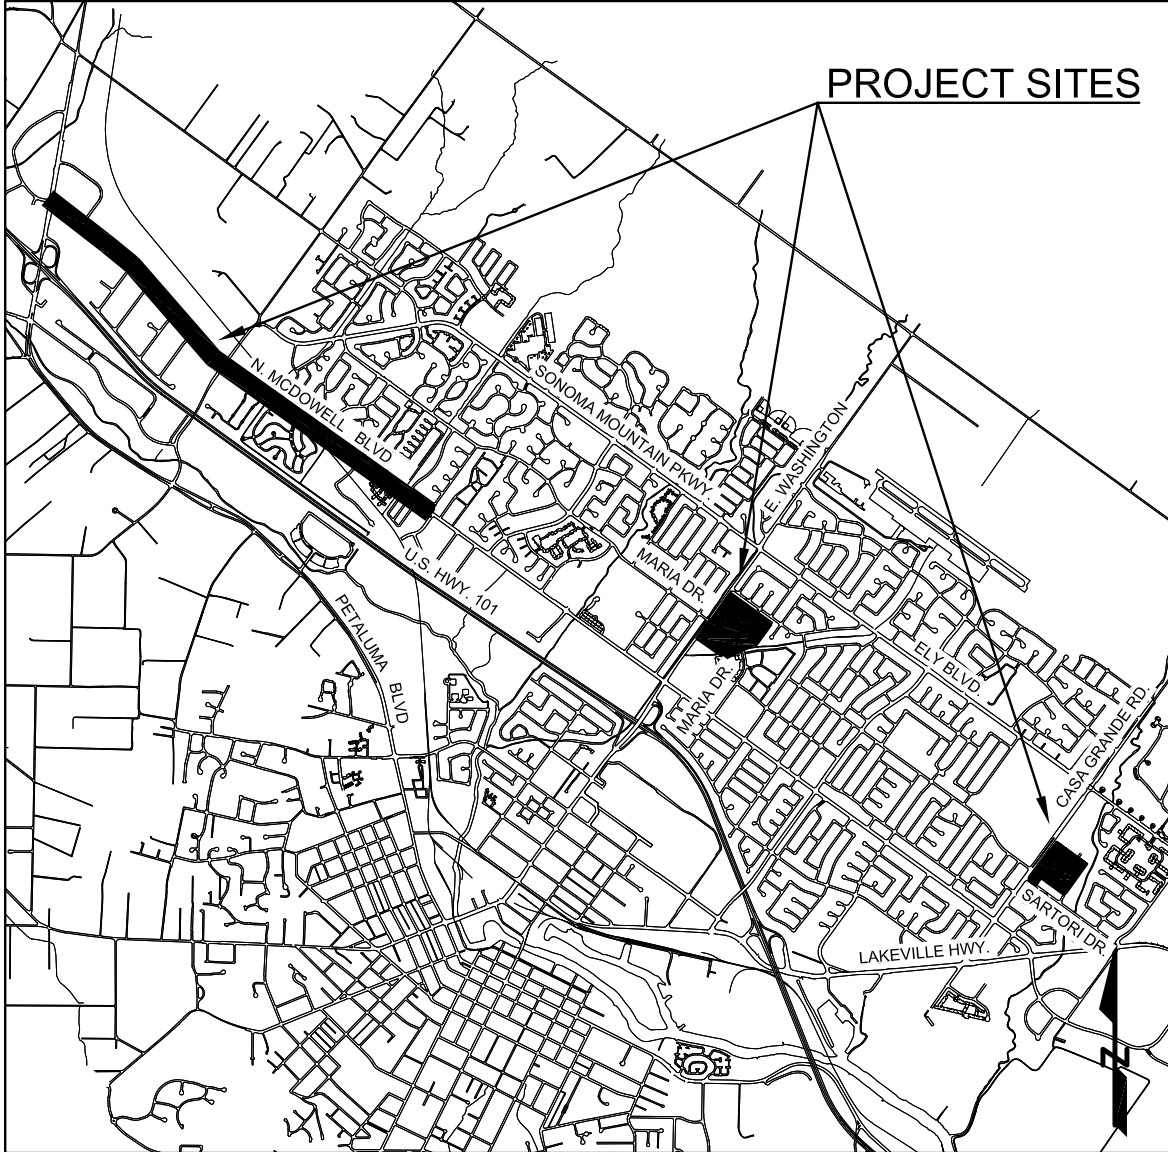 PROJECT SITES
N. MCDOWELL BLVD
SONOMA MOUNTAIN PKWY.
E. WASHINGTON
U.S. HWY. 101
MARIA DR.
PETALUMA BLVD
MARIA DR.
ELY BLVD.
CASA GRANDE RD.
SARTORI DR.
LAKEVILLE HWY.
N